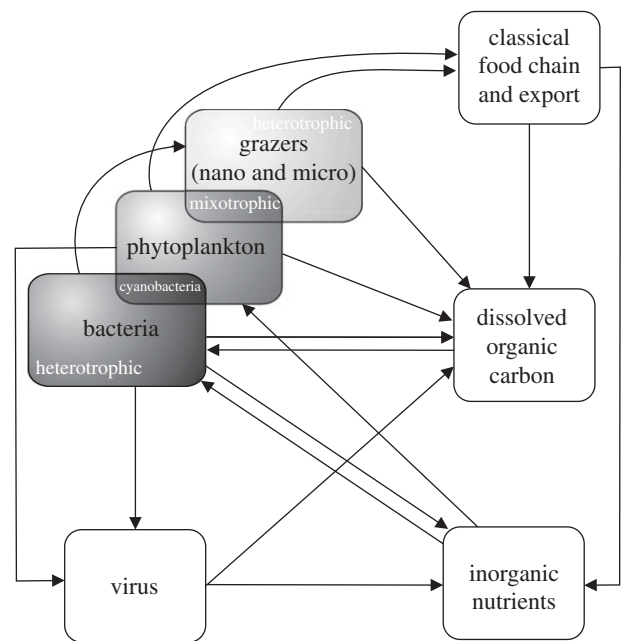 classical
food chain
and export
heterotrophic
grazers
(nano and micro)
mixotrophic
phytoplankton
cyanobacteria
bacteria
heterotrophic
dissolved
organic
carbon
virus
inorganic
nutrients